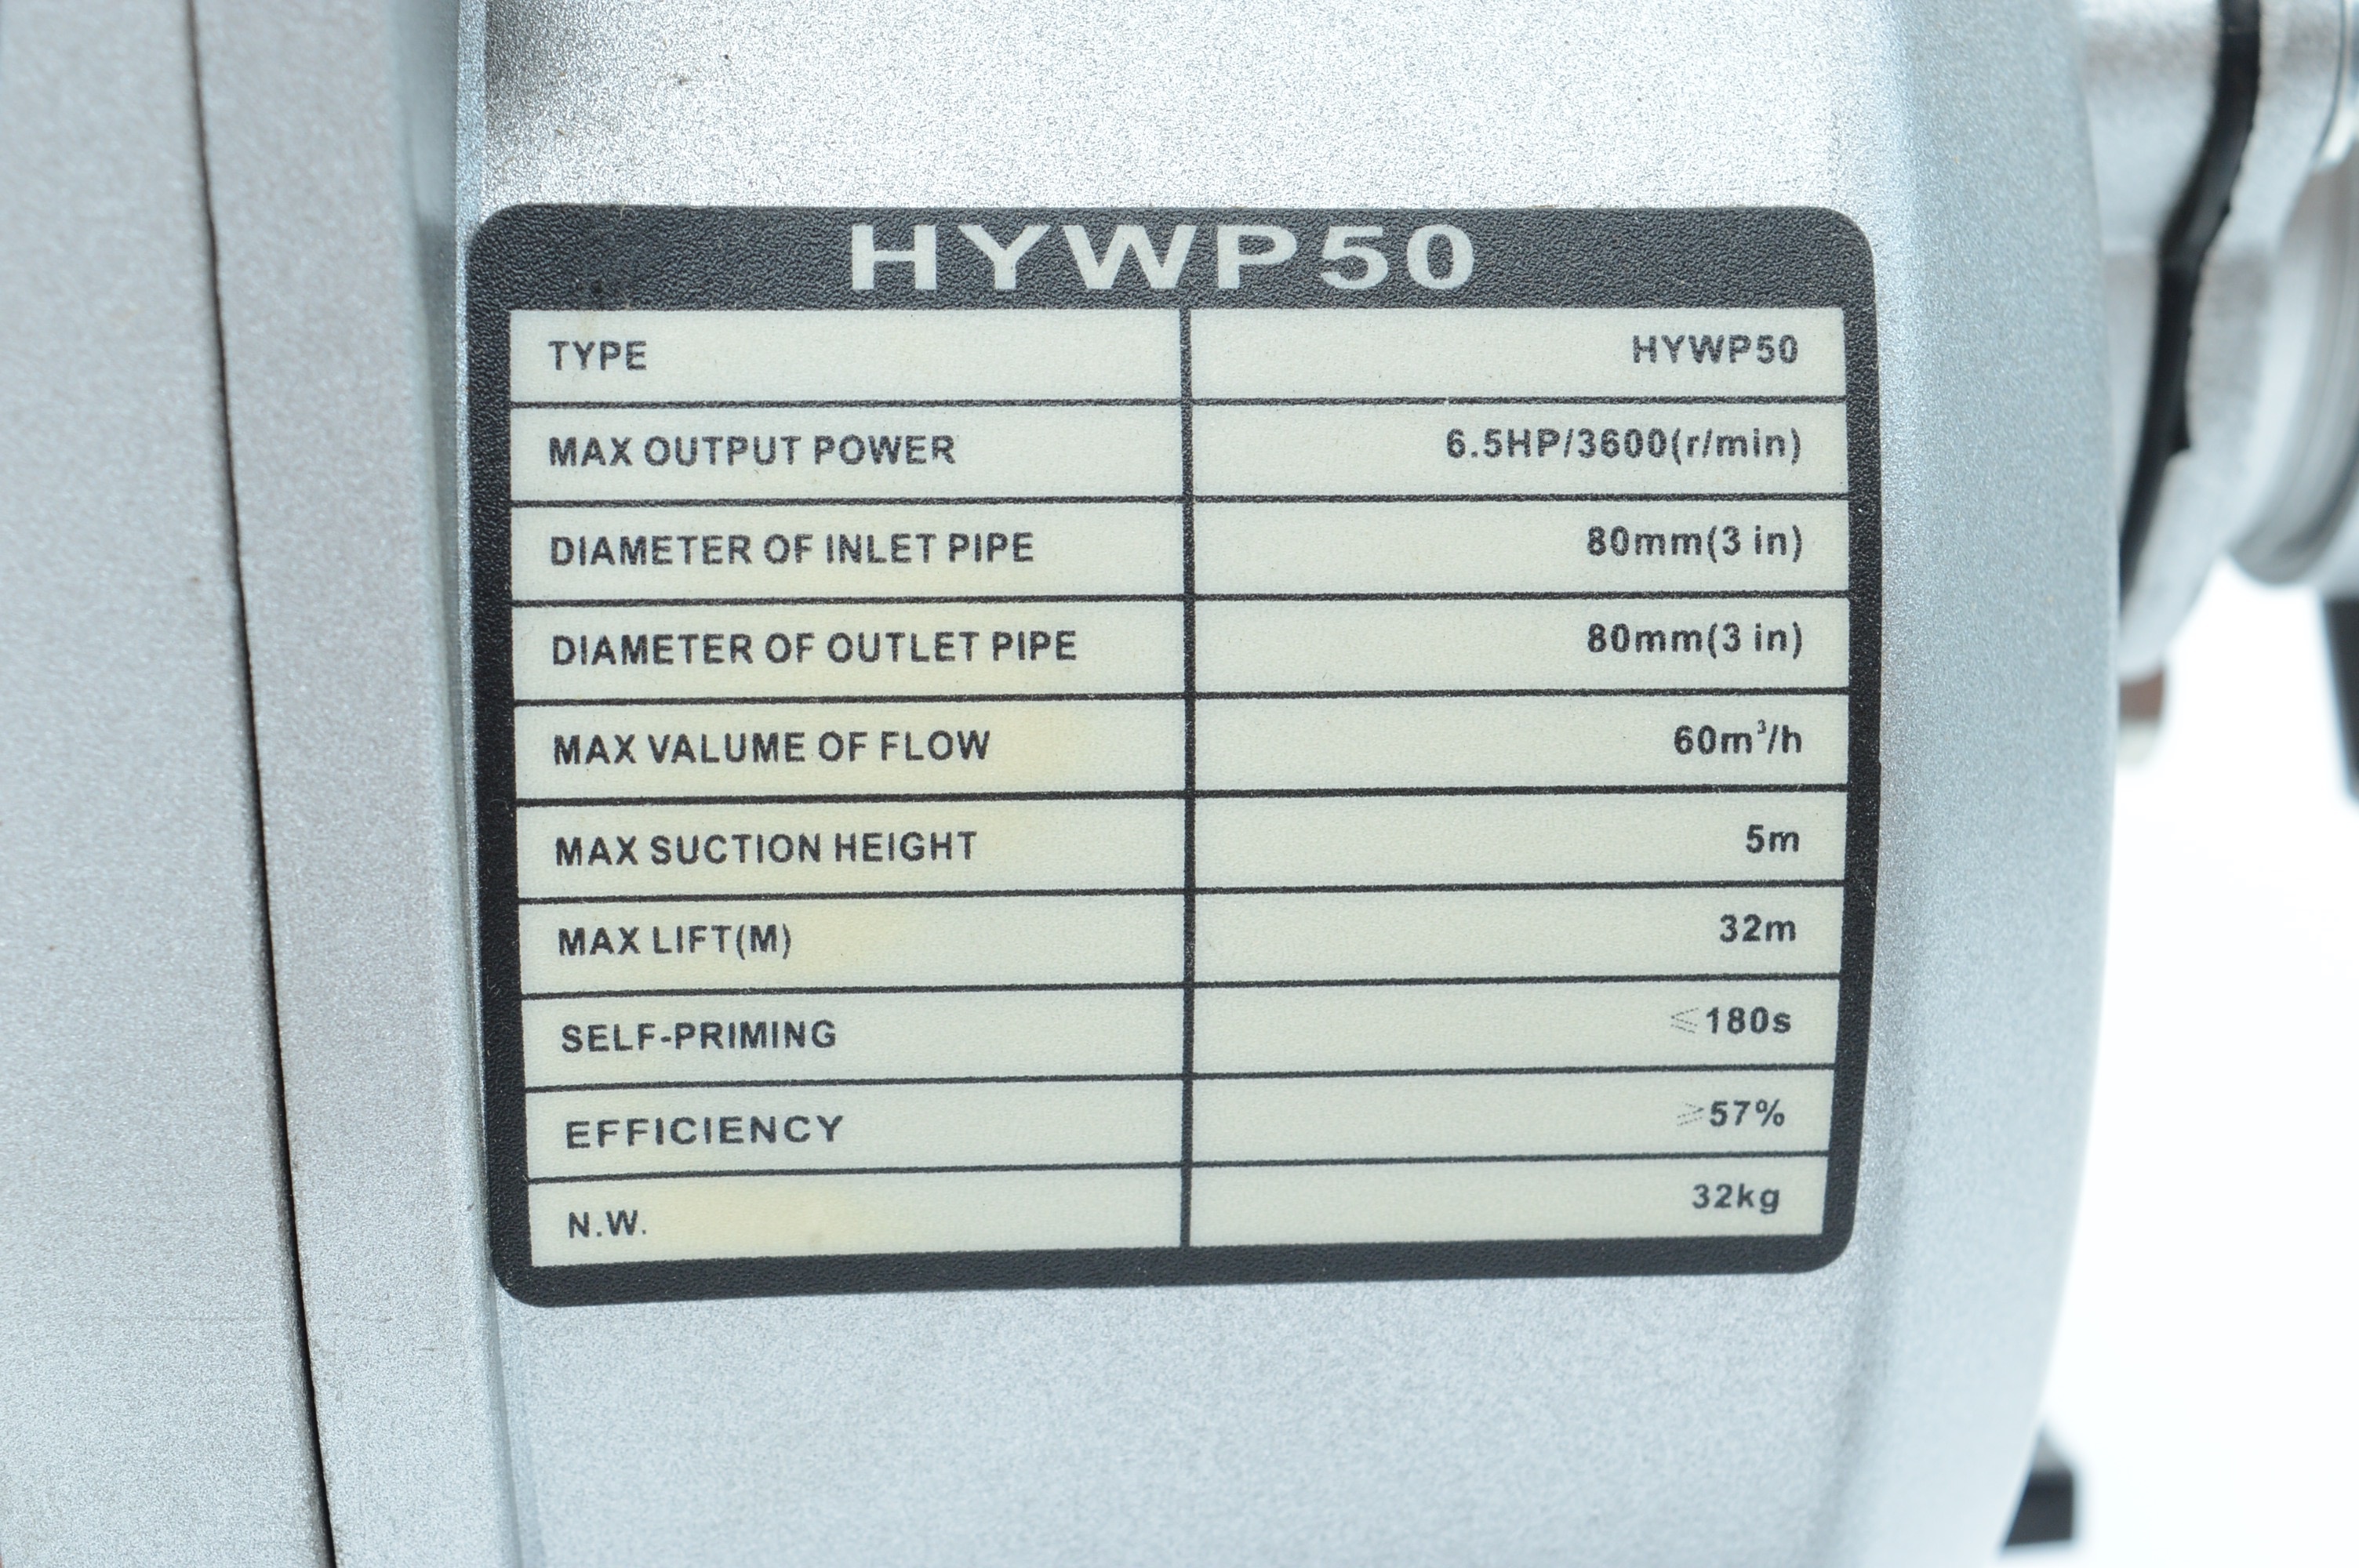 HYWP50
TYPE HYWP50
MAX OUTPUT POWER 6.5HP/3600(r/min)
DIAMETER OF INLET PIPE 80mm(3 in)
DIAMETER OF OUTLET PIPE 80mm(3 in)
MAX VALUME OF FLOW 60m³/h
MAX SUCTION HEIGHT 5m
MAX LIFT(M) 32m
SELF-PRIMING ⩽180s
EFFICIENCY ⩾57%
N.W. 32kg